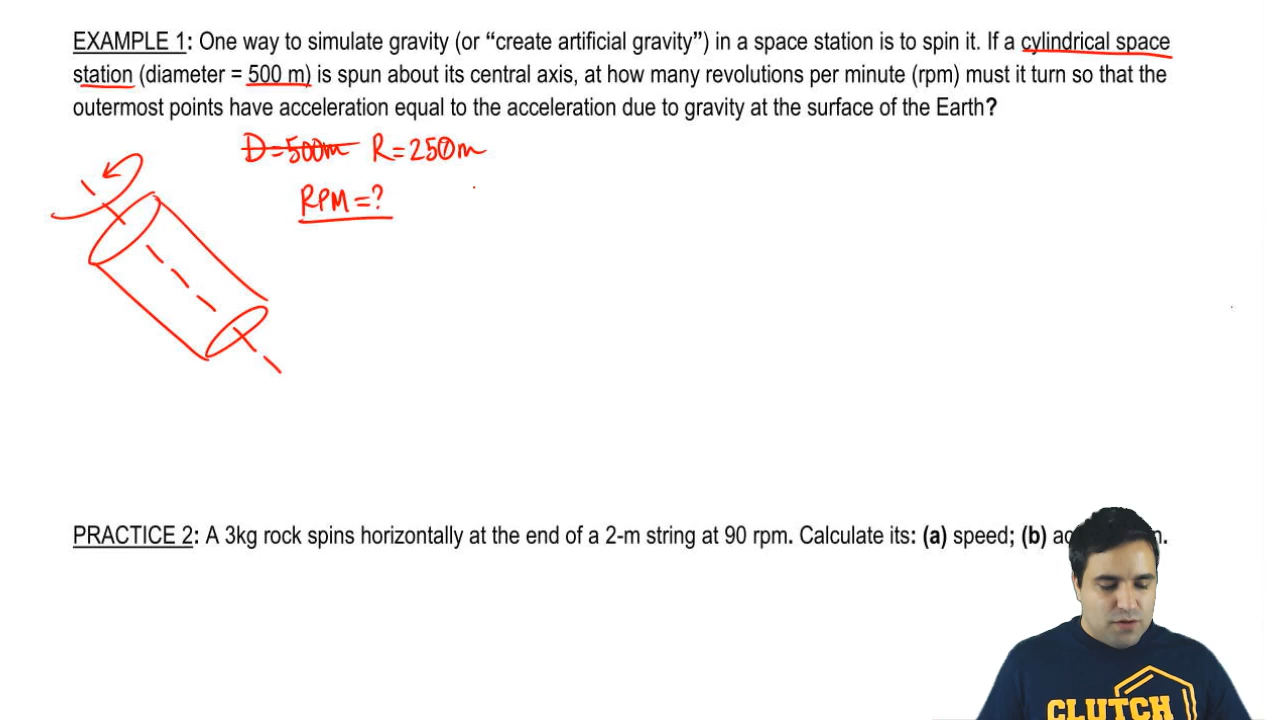 EXAMPLE 1: One way to simulate gravity (or “create artificial gravity”) in a space station is to spin it. If a cylindrical space
station (diameter = 500 m) is spun about its central axis, at how many revolutions per minute (rpm) must it turn so that the
outermost points have acceleration equal to the acceleration due to gravity at the surface of the Earth?
D=500m R=250m
RPM=?
PRACTICE 2: A 3kg rock spins horizontally at the end of a 2-m string at 90 rpm. Calculate its: (a) speed; (b)
CLUTCH